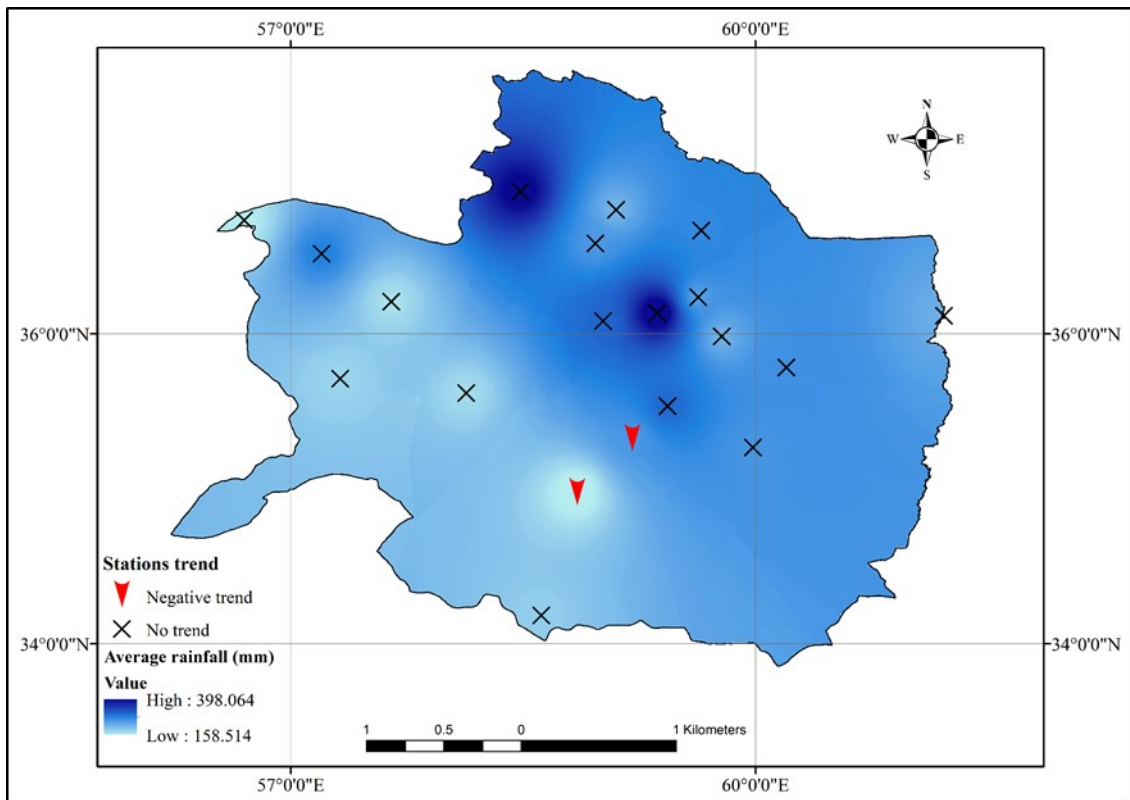 57°0'0"E 60°0'0"E
N
W E
S
36°0'0"N 36°0'0"N
Stations trend
Negative trend
No trend
34°0'0"N 34°0'0"N
Average rainfall (mm)
Value
High : 398.064
Low : 158.514
1 0.5 0 1 Kilometers
57°0'0"E 60°0'0"E